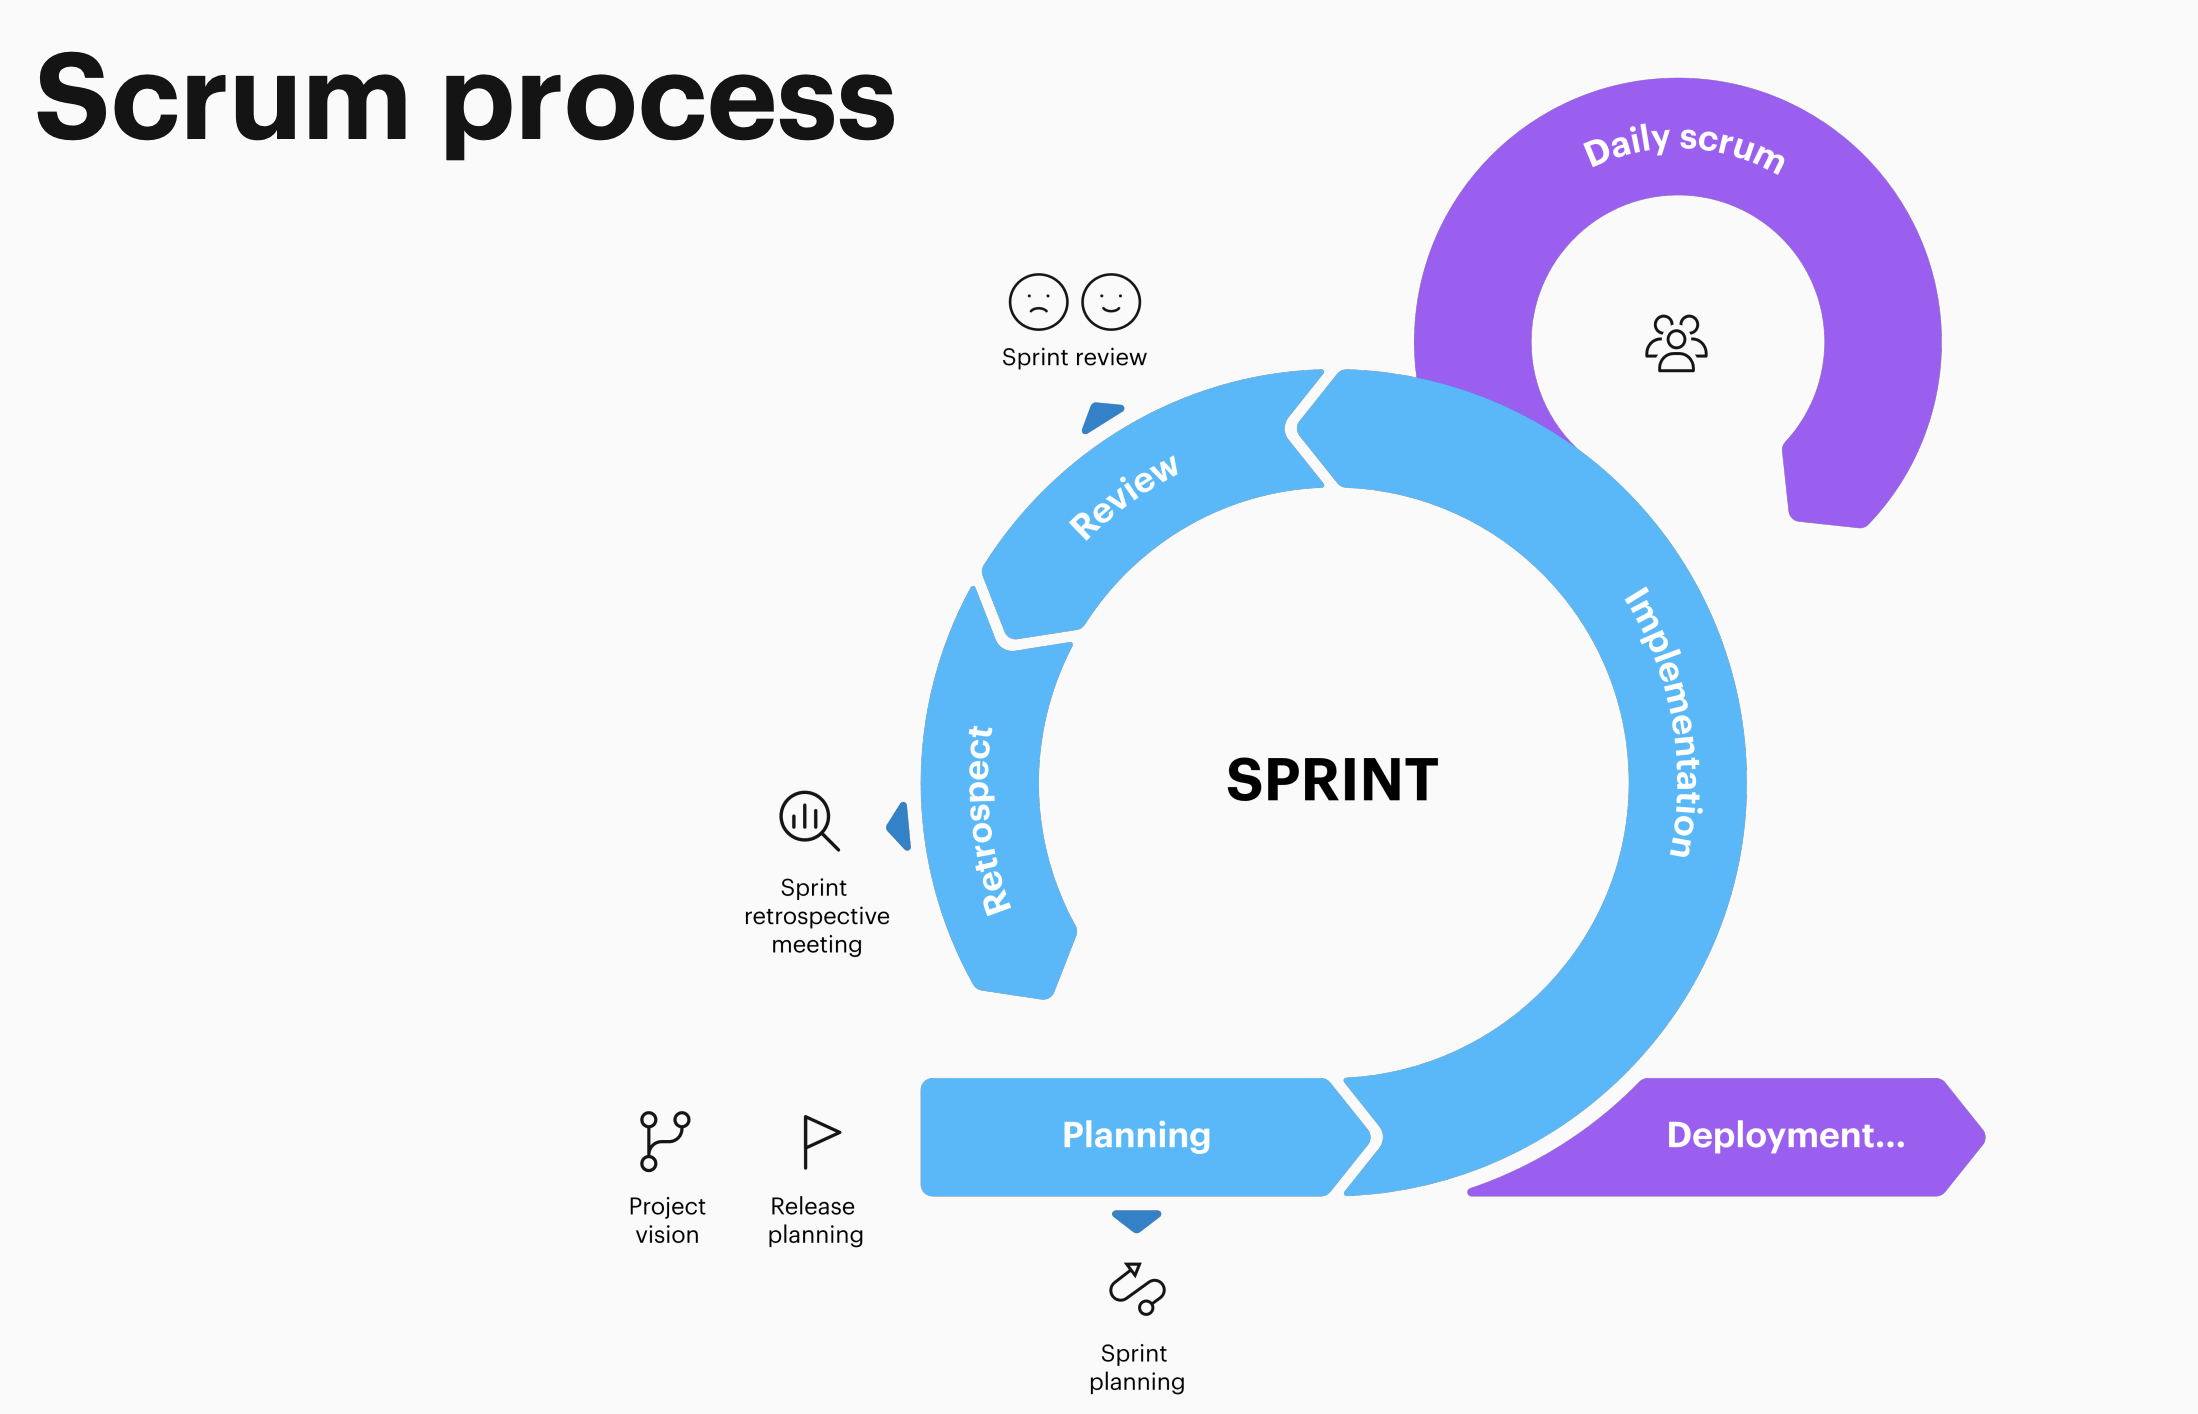 Scrum process
Daily scrum
Sprint review
Review
Implementation
SPRINT
Retrospect
Sprint
retrospective
meeting
Planning
Deployment...
Project
vision
Release
planning
Sprint
planning